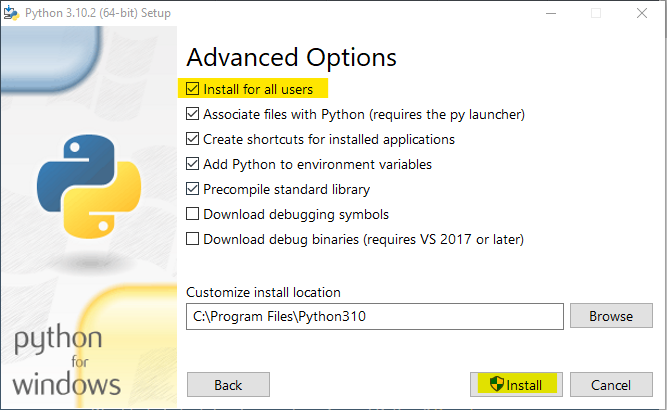 Python 3.10.2 (64-bit) Setup
Advanced Options
Install for all users
Associate files with Python (requires the py launcher)
Create shortcuts for installed applications
Add Python to environment variables
Precompile standard library
Download debugging symbols
Download debug binaries (requires VS 2017 or later)
Customize install location
C:\Program Files\Python310
Browse
python
for
windows
Back
Install
Cancel